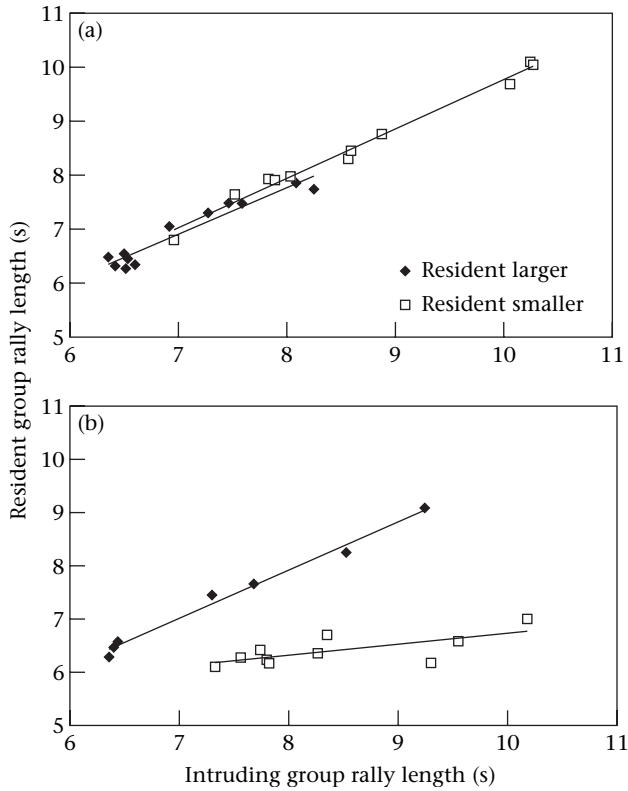 11
(a)
10
9
8
7
6
5
6 7 8 9 10 11
Resident larger
Resident smaller
Resident group rally length (s)
11
(b)
10
9
8
7
6
5
6 7 8 9 10 11
Intruding group rally length (s)